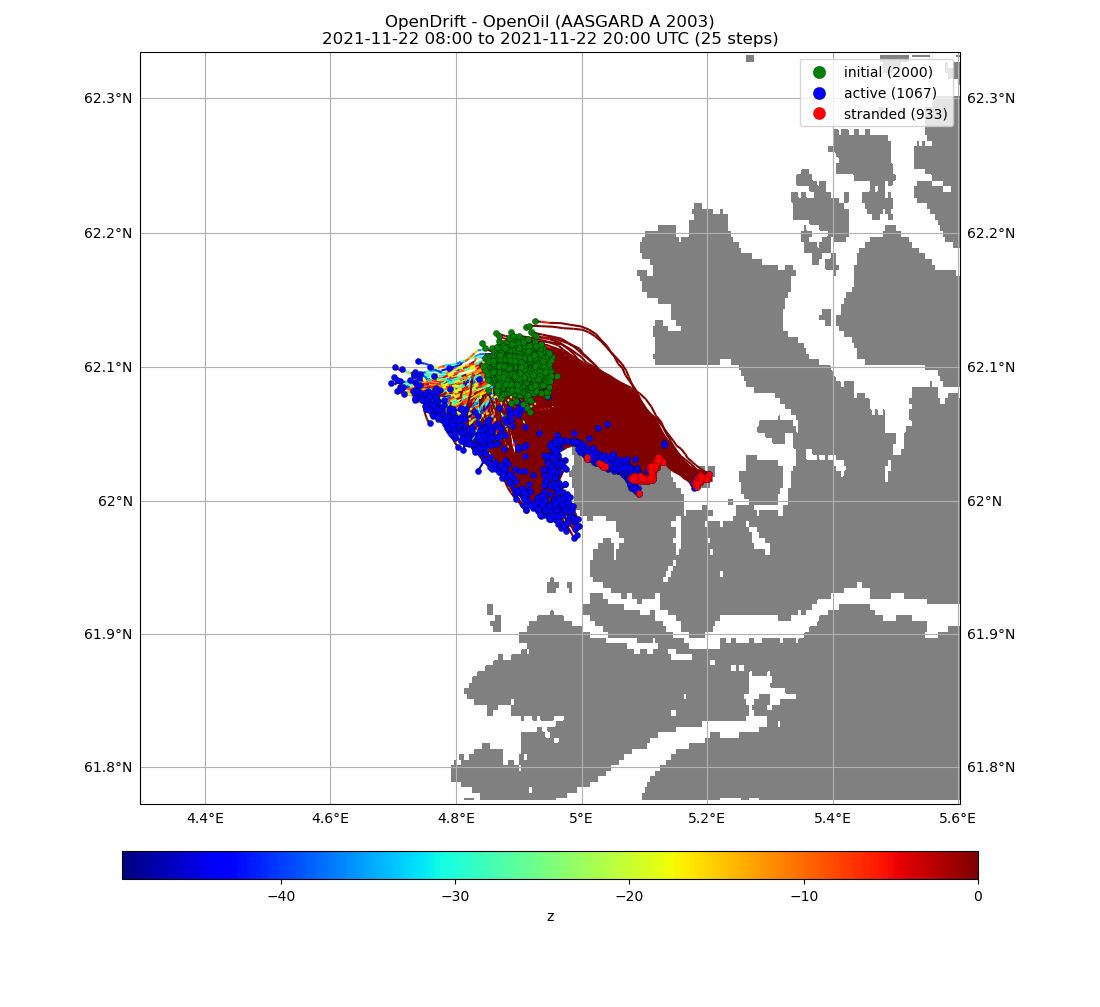 OpenDrift - OpenOil (AASGARD A 2003)
2021-11-22 08:00 to 2021-11-22 20:00 UTC (25 steps)
initial (2000)
active (1067)
stranded (933)
62.3°N 62.3°N
62.2°N 62.2°N
62.1°N 62.1°N
62°N 62°N
61.9°N 61.9°N
61.8°N 61.8°N
4.4°E 4.6°E 4.8°E 5°E 5.2°E 5.4°E 5.6°E
−40 −30 −20 −10 0
z